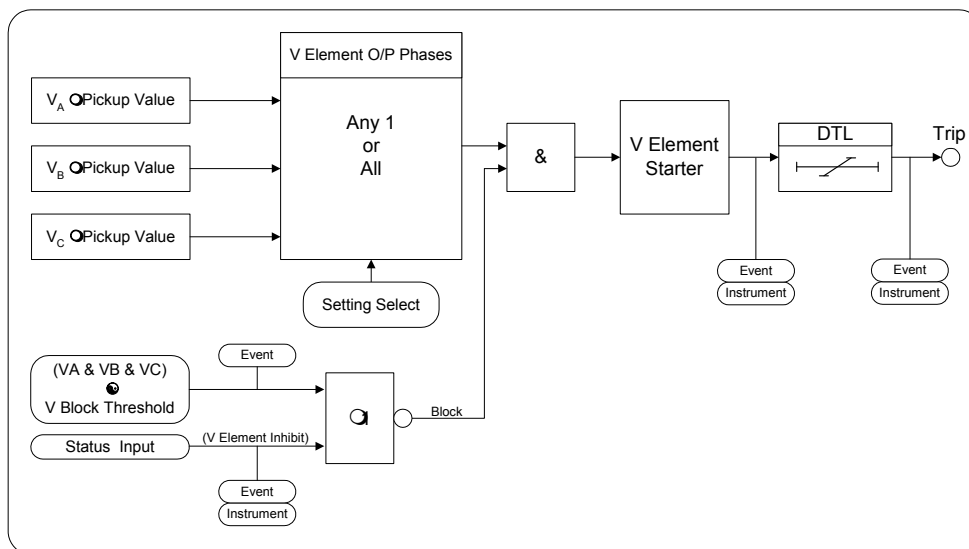 V Element O/P Phases
VA Pickup Value
VB Pickup Value
VC Pickup Value
Any 1
or
All
Setting Select
&
V Element
Starter
DTL
Trip
Event
Instrument
Event
Instrument
(VA & VB & VC)
V Block Threshold
Event
Status Input
(V Element Inhibit)
Event
Instrument
Block